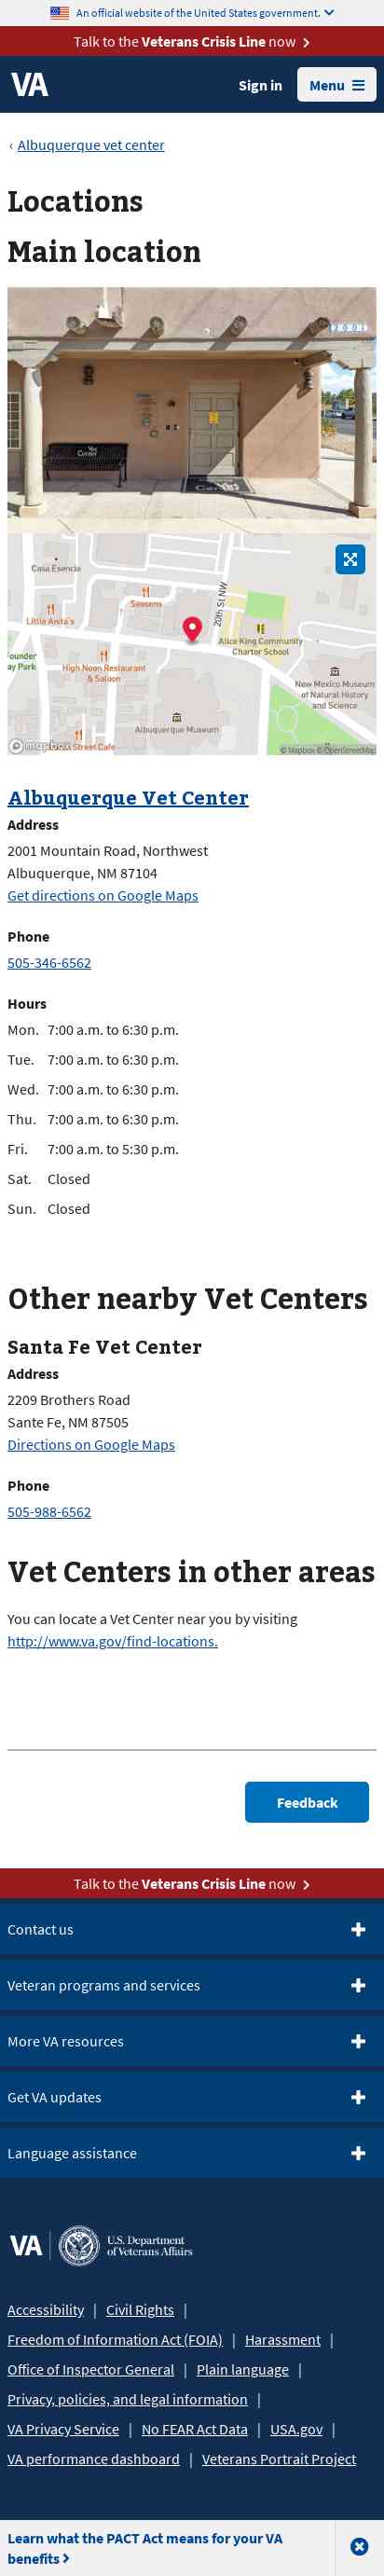 An official website of the United States government.
Talk to the Veterans Crisis Line now
VA
Sign in
Menu
‹ Albuquerque vet center
Locations
Main location
2001
Vet
Center
Casa Esencia
Seasons
20th St NW
Little Anita's
Alice King Community
Charter School
High Noon Restaurant
& Saloon
New Mexico Museum
of Natural History
and Science
Albuquerque Museum
mapbox
Street Cafe
© Mapbox © OpenStreetMap
Albuquerque Vet Center
Address
2001 Mountain Road, Northwest
Albuquerque, NM 87104
Get directions on Google Maps
Phone
505-346-6562
Hours
Mon. 7:00 a.m. to 6:30 p.m.
Tue. 7:00 a.m. to 6:30 p.m.
Wed. 7:00 a.m. to 6:30 p.m.
Thu. 7:00 a.m. to 6:30 p.m.
Fri. 7:00 a.m. to 5:30 p.m.
Sat. Closed
Sun. Closed
Other nearby Vet Centers
Santa Fe Vet Center
Address
2209 Brothers Road
Sante Fe, NM 87505
Directions on Google Maps
Phone
505-988-6562
Vet Centers in other areas
You can locate a Vet Center near you by visiting
http://www.va.gov/find-locations.
Feedback
Talk to the Veterans Crisis Line now
Contact us
Veteran programs and services
More VA resources
Get VA updates
Language assistance
VA | U.S. Department
of Veterans Affairs
Accessibility | Civil Rights |
Freedom of Information Act (FOIA) | Harassment |
Office of Inspector General | Plain language |
Privacy, policies, and legal information |
VA Privacy Service | No FEAR Act Data | USA.gov |
VA performance dashboard | Veterans Portrait Project
Learn what the PACT Act means for your VA
benefits